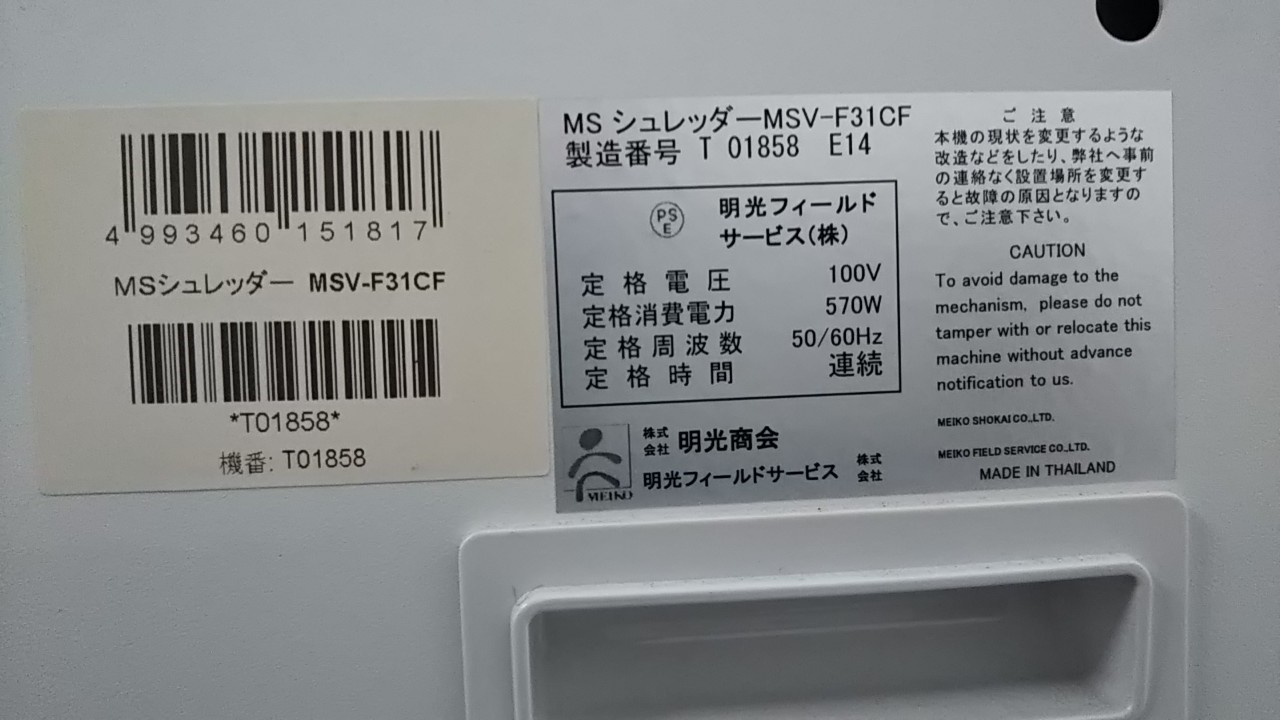 4 993460 151817
MSシュレッダー MSV-F31CF
*T01858*
機番: T01858
MS シュレッダーMSV-F31CF
製造番号 T 01858 E14
PS
E
明光フィールド
サービス(株)
定格電圧 100V
定格消費電力 570W
定格周波数 50/60Hz
定格時間 連続
MEIKO
株式会社 明光商会
明光フィールドサービス 株式会社
ご注意
本機の現状を変更するような
改造などをしたり、弊社へ事前
の連絡なく設置場所を変更す
ると故障の原因となりますの
で、ご注意下さい。
CAUTION
To avoid damage to the
mechanism, please do not
tamper with or relocate this
machine without advance
notification to us.
MEIKO SHOKAI CO.,LTD.
MEIKO FIELD SERVICE CO.,LTD.
MADE IN THAILAND